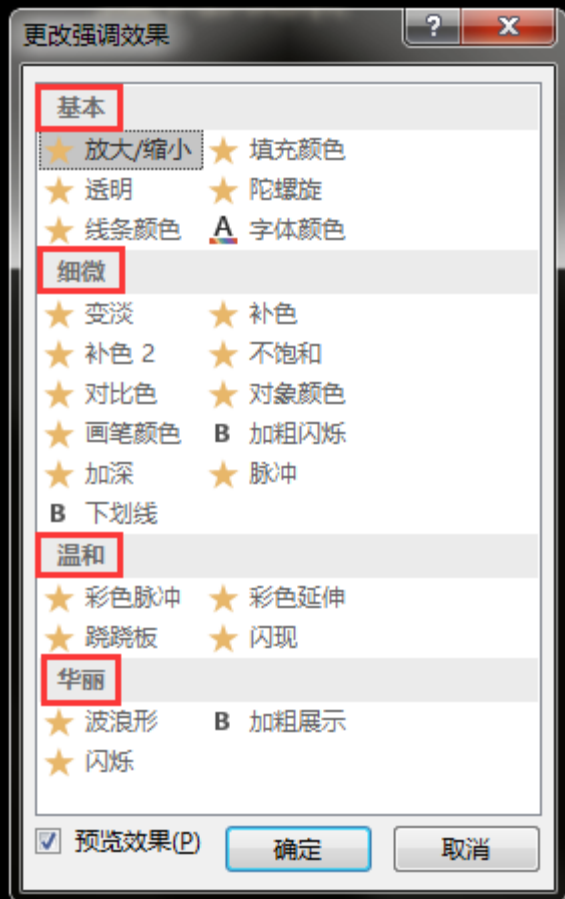 更改强调效果
基本
放大/缩小 填充颜色
透明 陀螺旋
线条颜色 A 字体颜色
细微
变淡 补色
补色 2 不饱和
对比色 对象颜色
画笔颜色 B 加粗闪烁
加深 脉冲
B 下划线
温和
彩色脉冲 彩色延伸
跷跷板 闪现
华丽
波浪形 B 加粗展示
闪烁
预览效果(P) 确定 取消